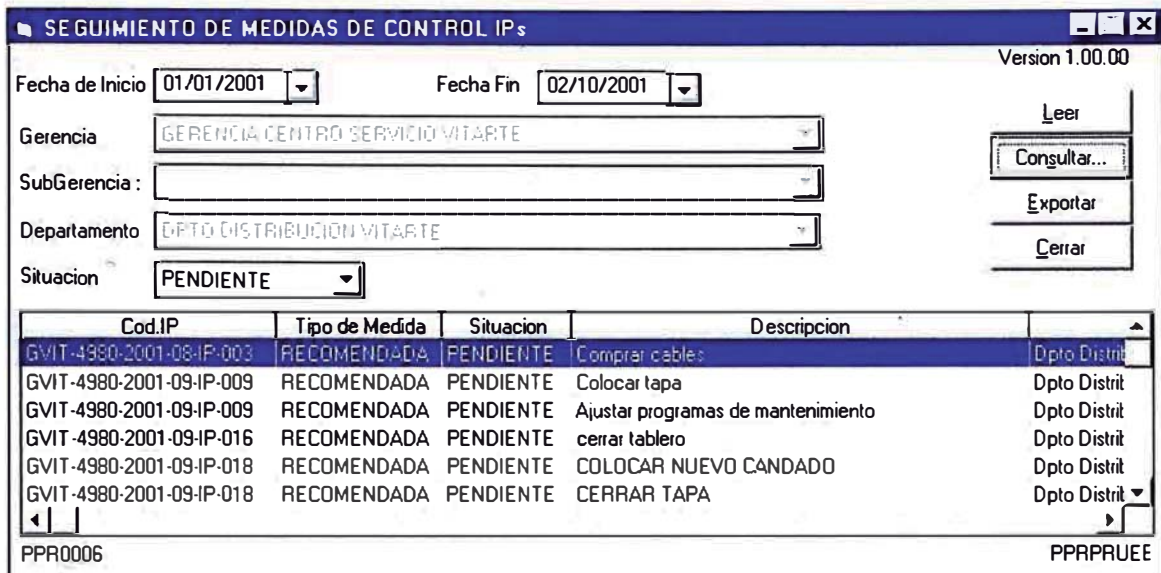 SEGUIMIENTO DE MEDIDAS DE CONTROL IPs
Version 1.00.00
Fecha de Inicio 01/01/2001 Fecha Fin 02/10/2001
Leer
Gerencia GERENCIA CENTRO SERVICIO VITARTE
Consultar...
SubGerencia :
Exportar
Departamento DPTO DISTRIBUCION VITARTE
Cerrar
Situacion PENDIENTE
Cod.IP Tipo de Medida Situacion Descripcion
GVIT-4980-2001-08-IP-003 RECOMENDADA PENDIENTE Comprar cables Dpto Distrit
GVIT-4980-2001-09-IP-009 RECOMENDADA PENDIENTE Colocar tapa Dpto Distrit
GVIT-4980-2001-09-IP-009 RECOMENDADA PENDIENTE Ajustar programas de mantenimiento Dpto Distrit
GVIT-4980-2001-09-IP-016 RECOMENDADA PENDIENTE cerrar tablero Dpto Distrit
GVIT-4980-2001-09-IP-018 RECOMENDADA PENDIENTE COLOCAR NUEVO CANDADO Dpto Distrit
GVIT-4980-2001-09-IP-018 RECOMENDADA PENDIENTE CERRAR TAPA Dpto Distrit
PPR0006 PPRPRUEE